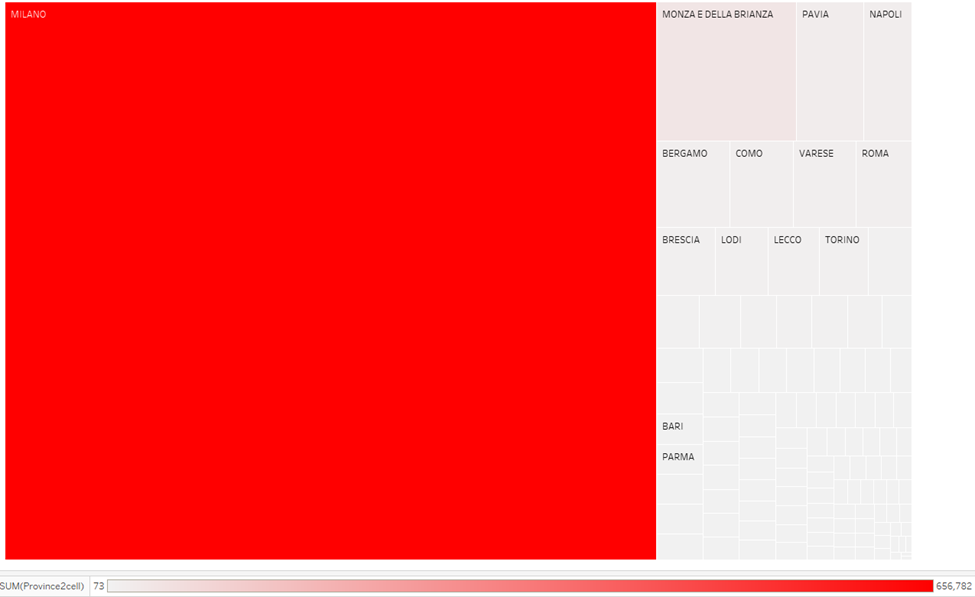 MILANO
MONZA E DELLA BRIANZA
PAVIA
NAPOLI
BERGAMO
COMO
VARESE
ROMA
BRESCIA
LODI
LECCO
TORINO
BARI
PARMA
SUM(Province2cell)
73
656,782